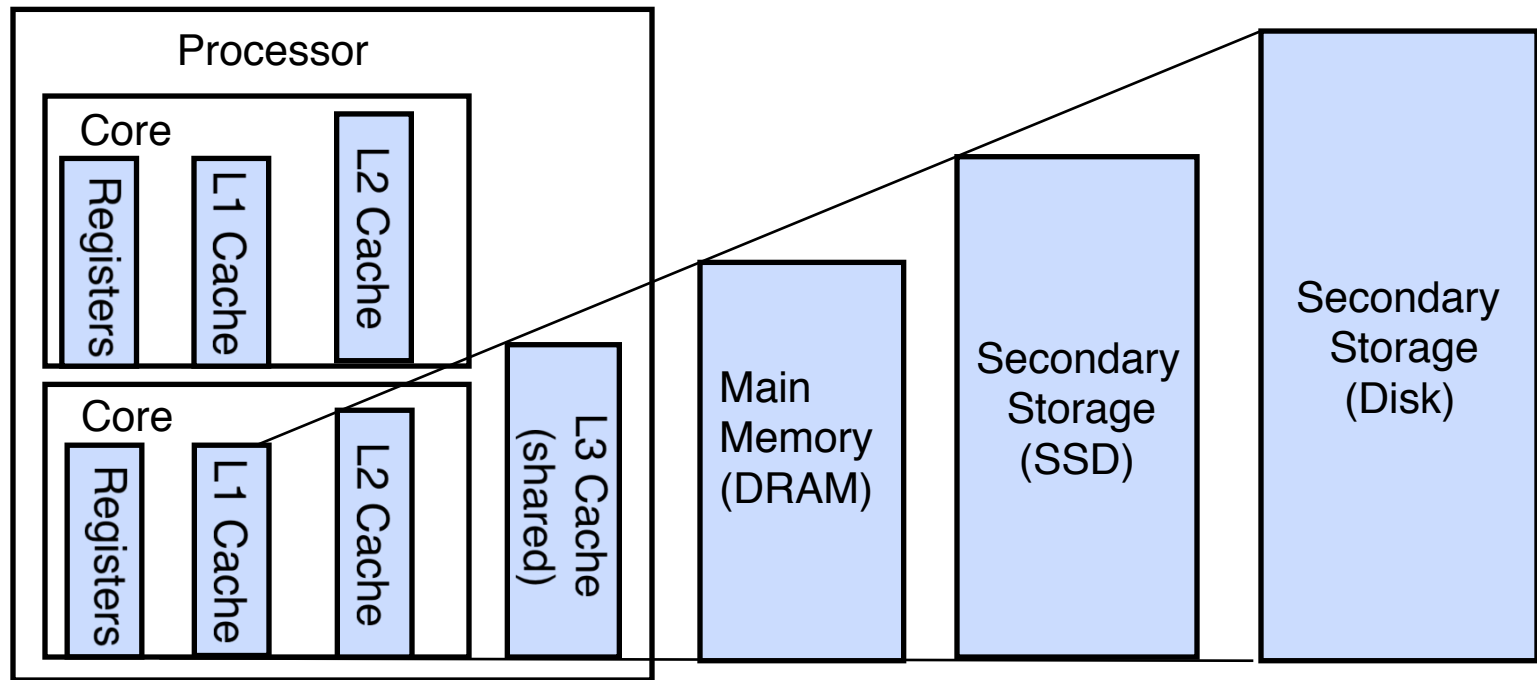 Processor
Core
Registers
L1 Cache
L2 Cache
Core
Registers
L1 Cache
L2 Cache
L3 Cache
(shared)
Main
Memory
(DRAM)
Secondary
Storage
(SSD)
Secondary
Storage
(Disk)